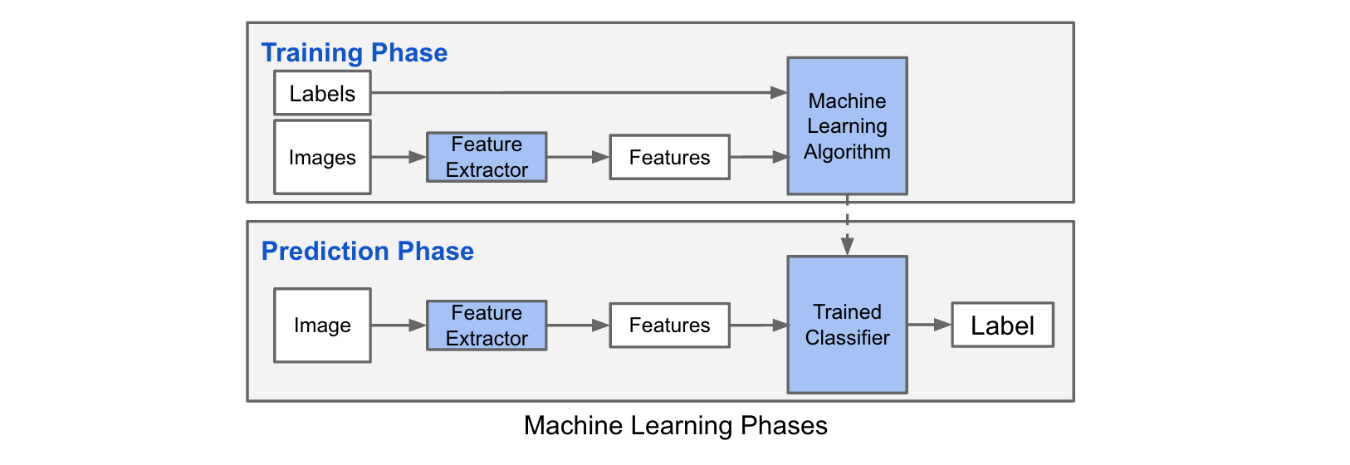 Training Phase
Labels
Machine
Learning
Algorithm
Images
Feature
Extractor
Features
Prediction Phase
Image
Feature
Extractor
Features
Trained
Classifier
Label
Machine Learning Phases